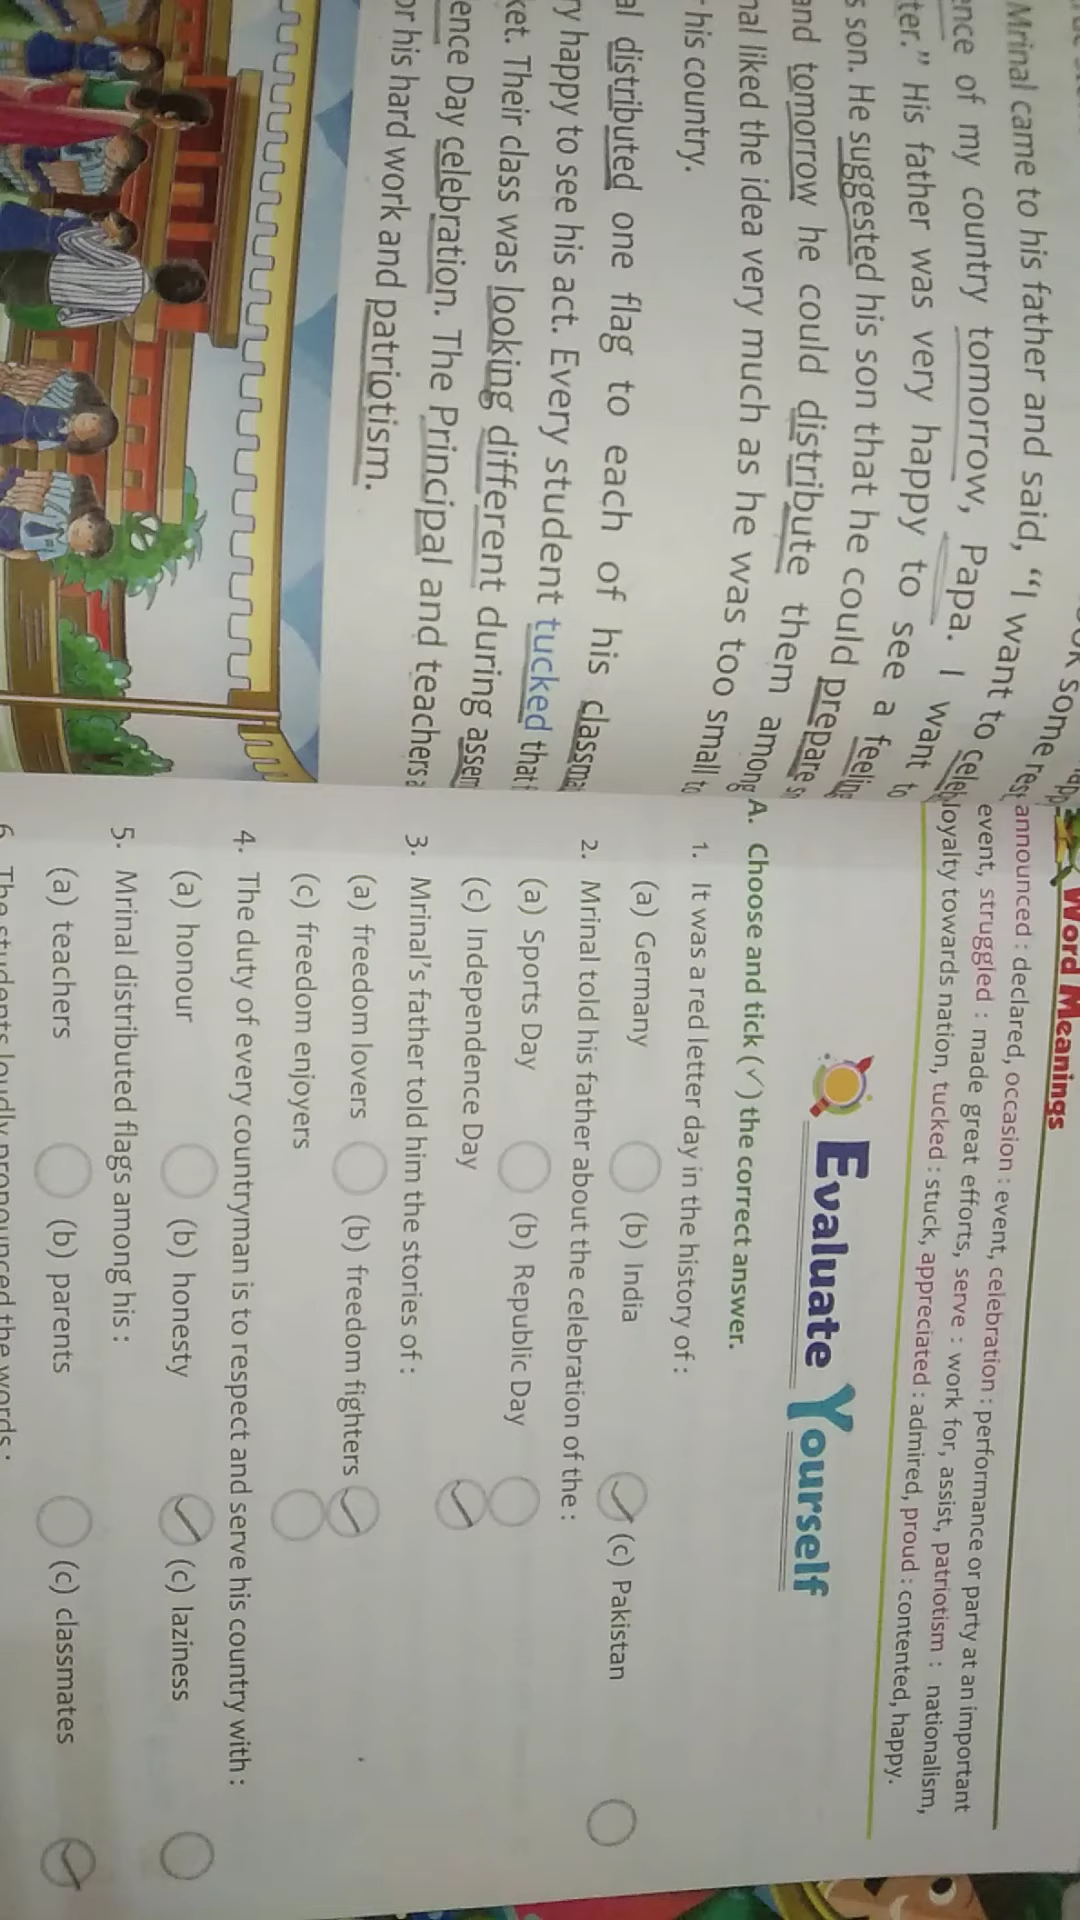 Mrinal came to his father and said, "I want to
ence of my country tomorrow, Papa. I want to
ter." His father was very happy to see a feeling
s son. He suggested his son that he could prepare
and tomorrow he could distribute them among
nal liked the idea very much as he was too small to
his country.
al distributed one flag to each of his
ry happy to see his act. Every student tucked that
ket. Their class was looking different during
ence Day celebration. The Principal and teachers
or his hard work and patriotism.
Word Meanings
announced : declared, occasion : event, celebration : performance or party at an important
event, struggled : made great efforts, serve : work for, assist, patriotism : nationalism,
loyalty towards nation, tucked : stuck, appreciated : admired, proud : contented, happy.
Evaluate Yourself
A. Choose and tick (✓) the correct answer.
1. It was a red letter day in the history of :
(a) Germany (b) India (c) Pakistan
2. Mrinal told his father about the celebration of the :
(a) Sports Day (b) Republic Day
(c) Independence Day
3. Mrinal's father told him the stories of :
(a) freedom lovers (b) freedom fighters
(c) freedom enjoyers
4. The duty of every countryman is to respect and serve his country with :
(a) honour (b) honesty (c) laziness
5. Mrinal distributed flags among his :
(a) teachers (b) parents (c) classmates
6. The students loudly pronounced the words :